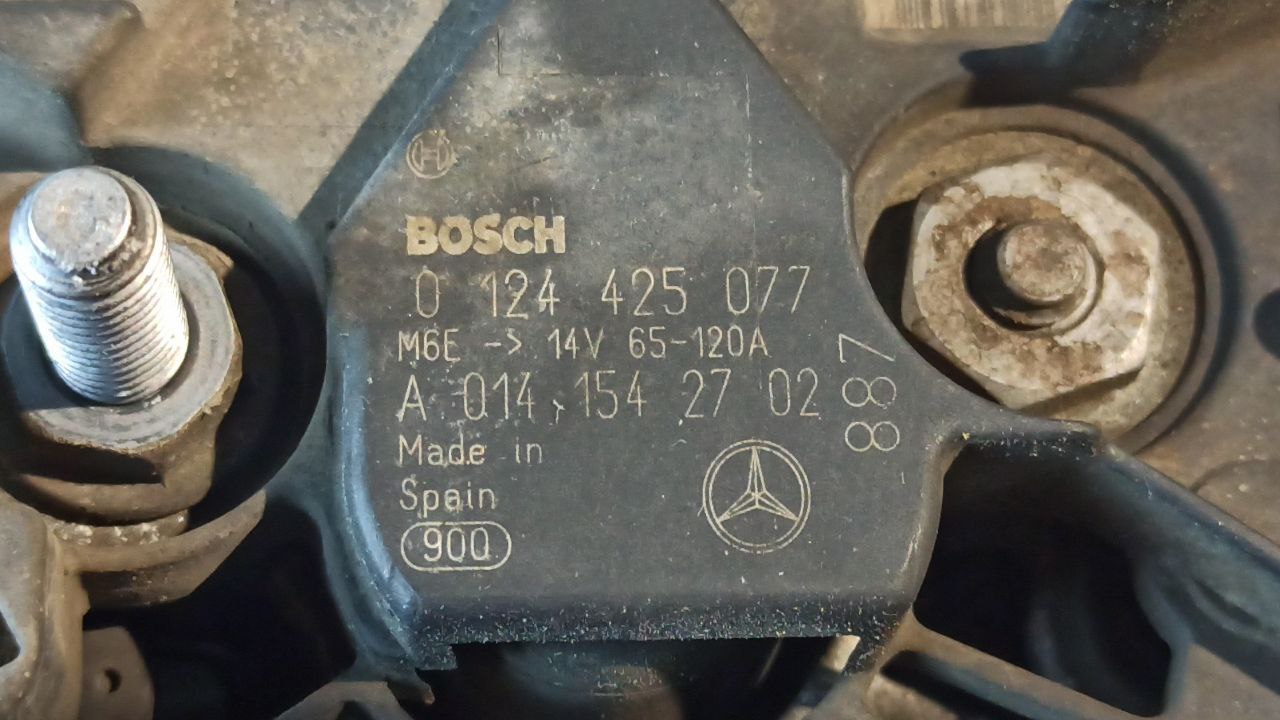 BOSCH
0 124 425 077
M6E -> 14V 65-120A
A 014 154 27 02
887
Made in
Spain
900